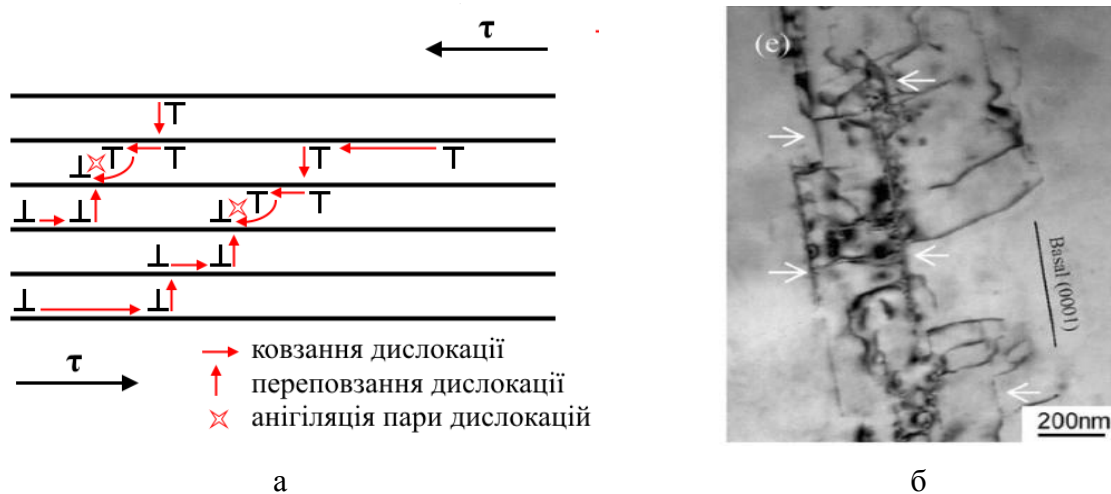 τ
(e)
τ
ковзання дислокації
переповзання дислокації
анігіляція пари дислокацій
Basal (0001)
200nm
а
б